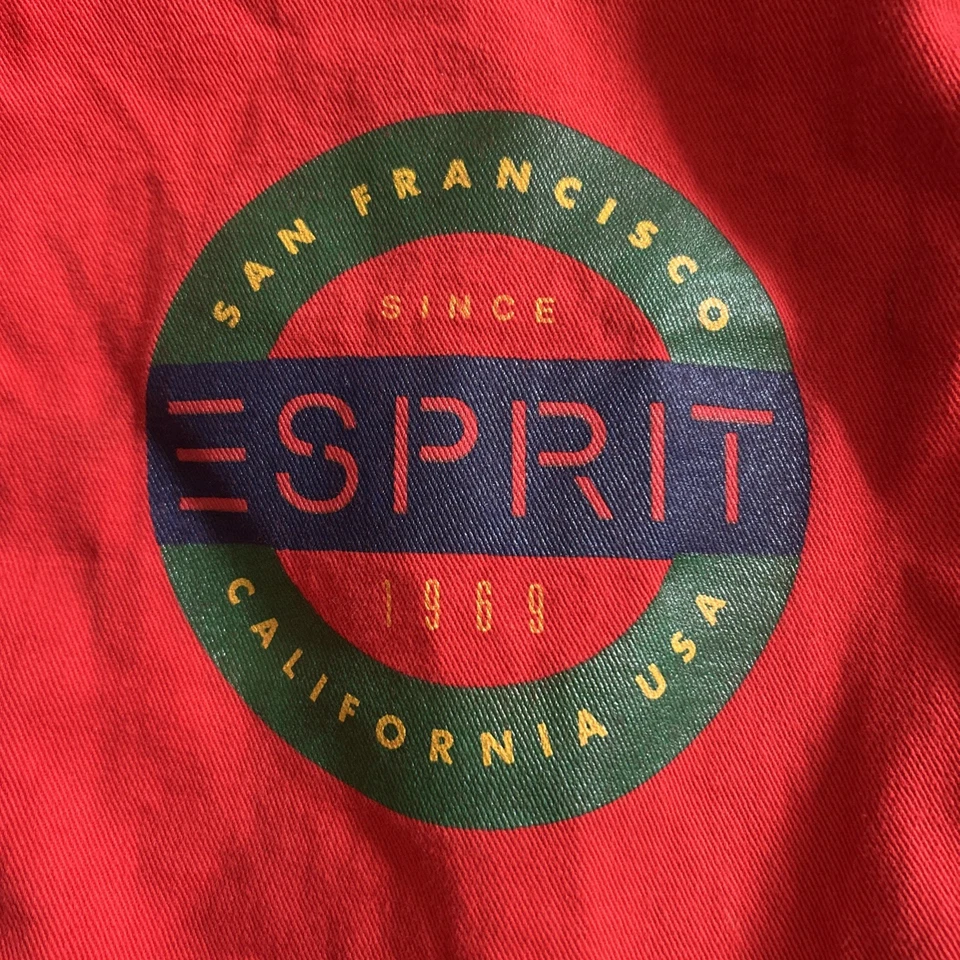 SAN FRANCISCO
SINCE
ESPRIT
1969
CALIFORNIA USA